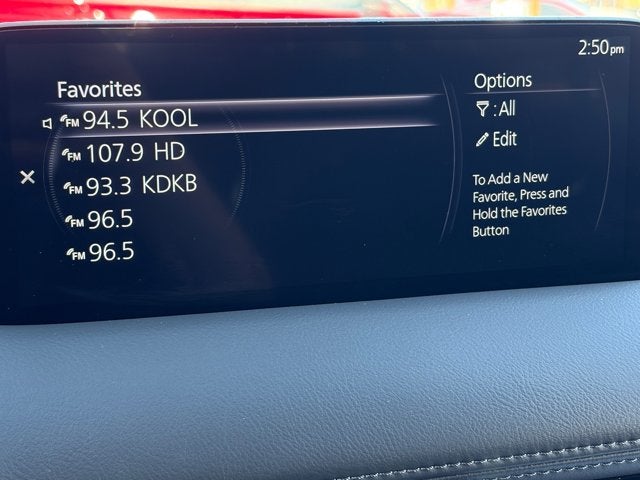 2:50pm
Favorites
FM 94.5 KOOL
FM 107.9 HD
FM 93.3 KDKB
FM 96.5
FM 96.5
Options
: All
Edit
To Add a New
Favorite, Press and
Hold the Favorites
Button